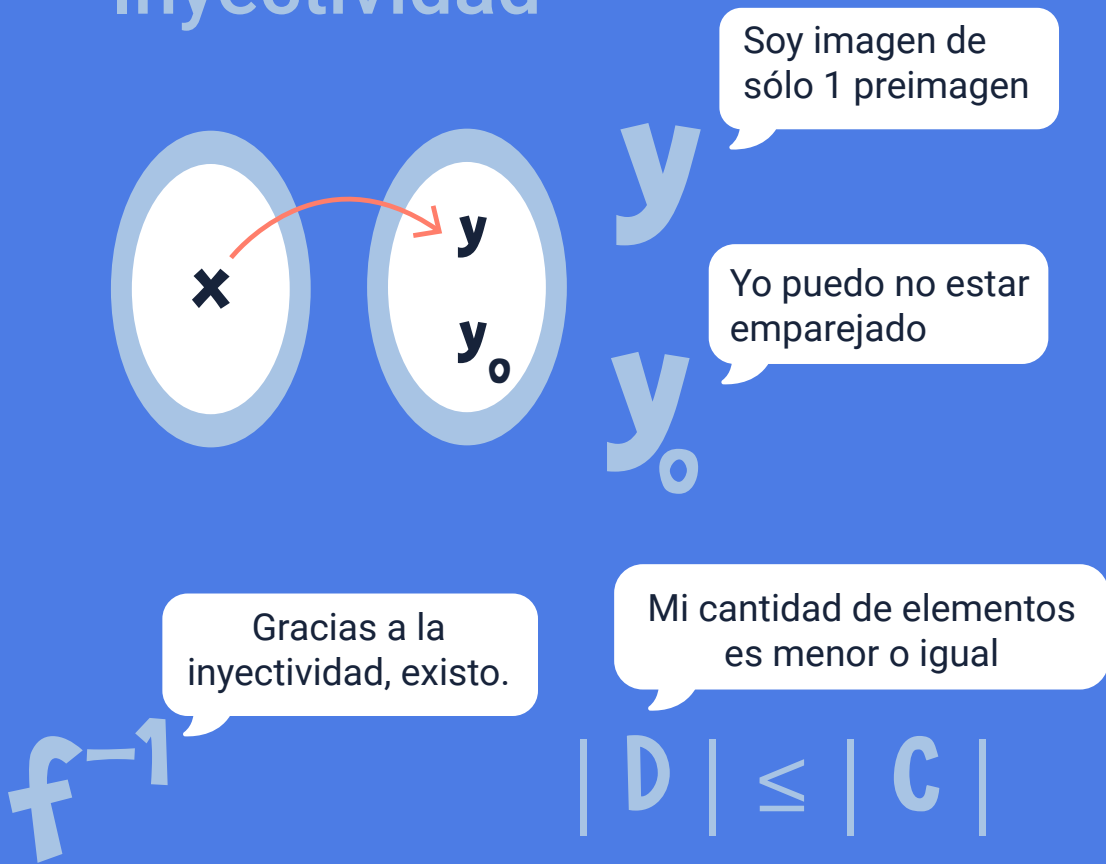 inyectividad
Soy imagen de
sólo 1 preimagen
y
x
y
y₀
Yo puedo no estar
emparejado
y₀
Gracias a la
inyectividad, existo.
f⁻¹
Mi cantidad de elementos
es menor o igual
| D | ≤ | C |